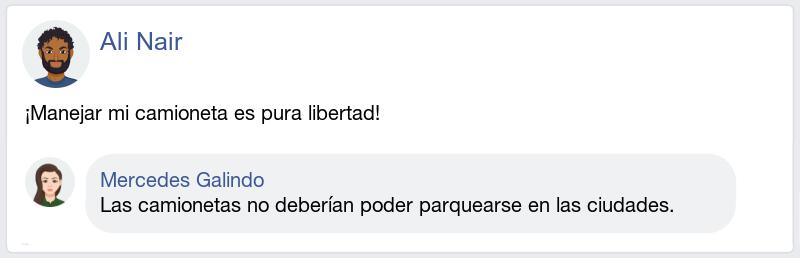 Ali Nair
¡Manejar mi camioneta es pura libertad!
Mercedes Galindo
Las camionetas no deberían poder parquearse en las ciudades.